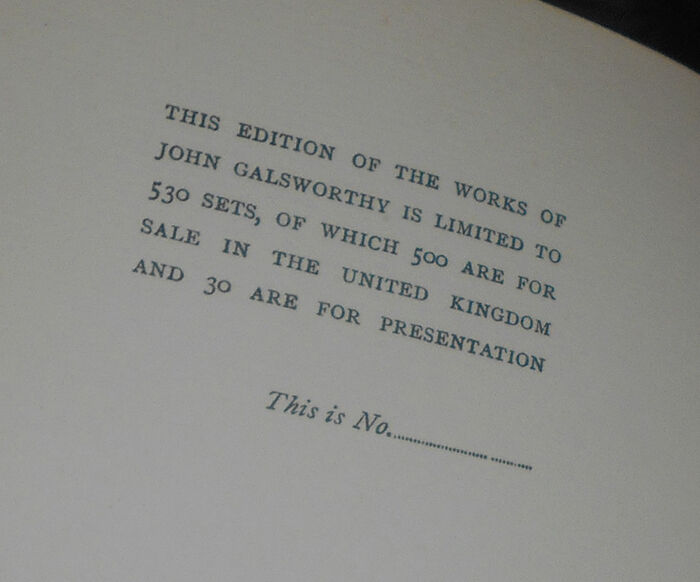 THIS EDITION OF THE WORKS OF
JOHN GALSWORTHY IS LIMITED TO
530 SETS, OF WHICH 500 ARE FOR
SALE IN THE UNITED KINGDOM
AND 30 ARE FOR PRESENTATION
This is No.....................